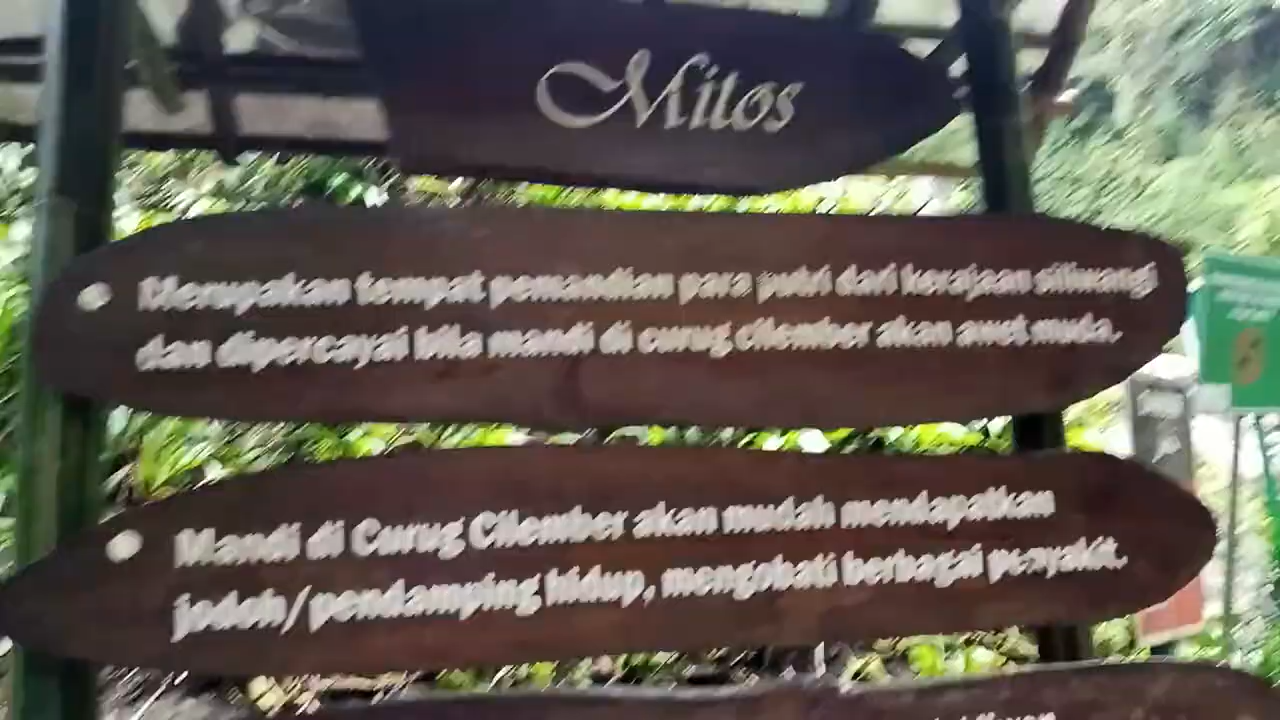 Mitos
Merupakan tempat pemandian para putri dari kerajaan siliwangi
dan dipercayai bila mandi di curug cilember akan awet muda.
Mandi di Curug Cilember akan mudah mendapatkan
jodoh/pendamping hidup, mengobati berbagai penyakit.